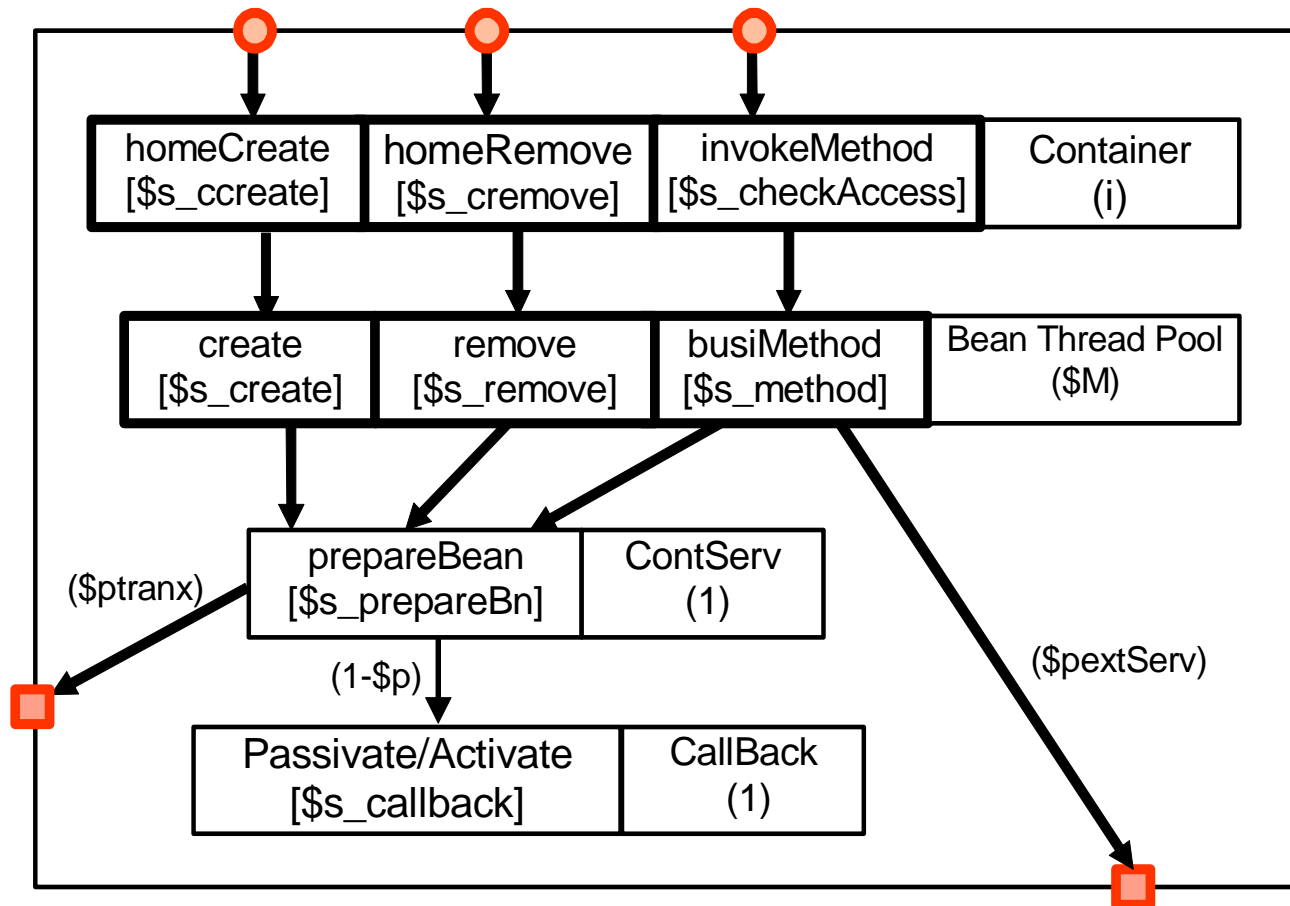 homeCreate
[$s_ccreate]
homeRemove
[$s_cremove]
invokeMethod
[$s_checkAccess]
Container
(i)
create
[$s_create]
remove
[$s_remove]
busiMethod
[$s_method]
Bean Thread Pool
($M)
prepareBean
[$s_prepareBn]
ContServ
(1)
($ptranx)
(1-$p)
($pextServ)
Passivate/Activate
[$s_callback]
CallBack
(1)